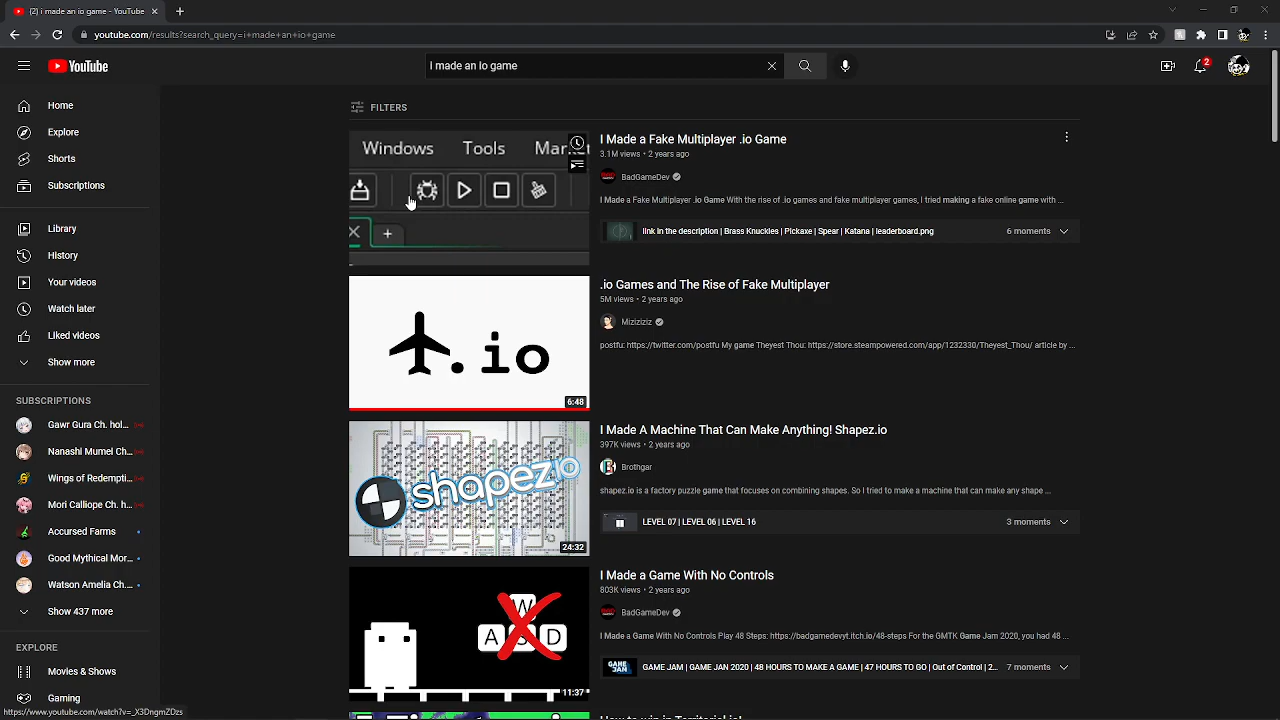 (2) i made an io game - YouTube
youtube.com/results?search_query=i+made+an+io+game
YouTube
I made an Io game
2
Home
Explore
Shorts
Subscriptions
Library
History
Your videos
Watch later
Liked videos
Show more
SUBSCRIPTIONS
Gawr Gura Ch. hol...
Nanashi Mumel Ch...
Wings of Redempti...
Mori Calliope Ch. h...
Accursed Farms
Good Mythical Mor...
Watson Amelia Ch...
Show 437 more
EXPLORE
Movies & Shows
Gaming
FILTERS
Windows Tools
I Made a Fake Multiplayer .io Game
3.1M views • 2 years ago
BadGameDev
I Made a Fake Multiplayer .io Game With the rise of .io games and fake multiplayer games, I tried making a fake online game with ...
link in the description | Brass Knuckles | Pickaxe | Spear | Katana | leaderboard.png
6 moments
.io
6:48
.io Games and The Rise of Fake Multiplayer
5M views • 2 years ago
Miziziziz
postfu: https://twitter.com/postfu My game Theyest Thou: https://store.steampowered.com/app/1232330/Theyest_Thou/ article by ...
shapez.io
24:32
I Made A Machine That Can Make Anything! Shapez.io
397K views • 2 years ago
Brothgar
shapez.io is a factory puzzle game that focuses on combining shapes. So I tried to make a machine that can make any shape ...
LEVEL 07 | LEVEL 06 | LEVEL 16
3 moments
W
A S D
11:37
I Made a Game With No Controls
803K views • 2 years ago
BadGameDev
I Made a Game With No Controls Play 48 Steps: https://badgamedevyt.itch.io/48-steps For the GMTK Game Jam 2020, you had 48 ...
GAME JAN
GAME JAM | GAME JAN 2020 | 48 HOURS TO MAKE A GAME | 47 HOURS TO GO | Out of Control | 2...
7 moments
https://www.youtube.com/watch?v=_X3DngmZDzs